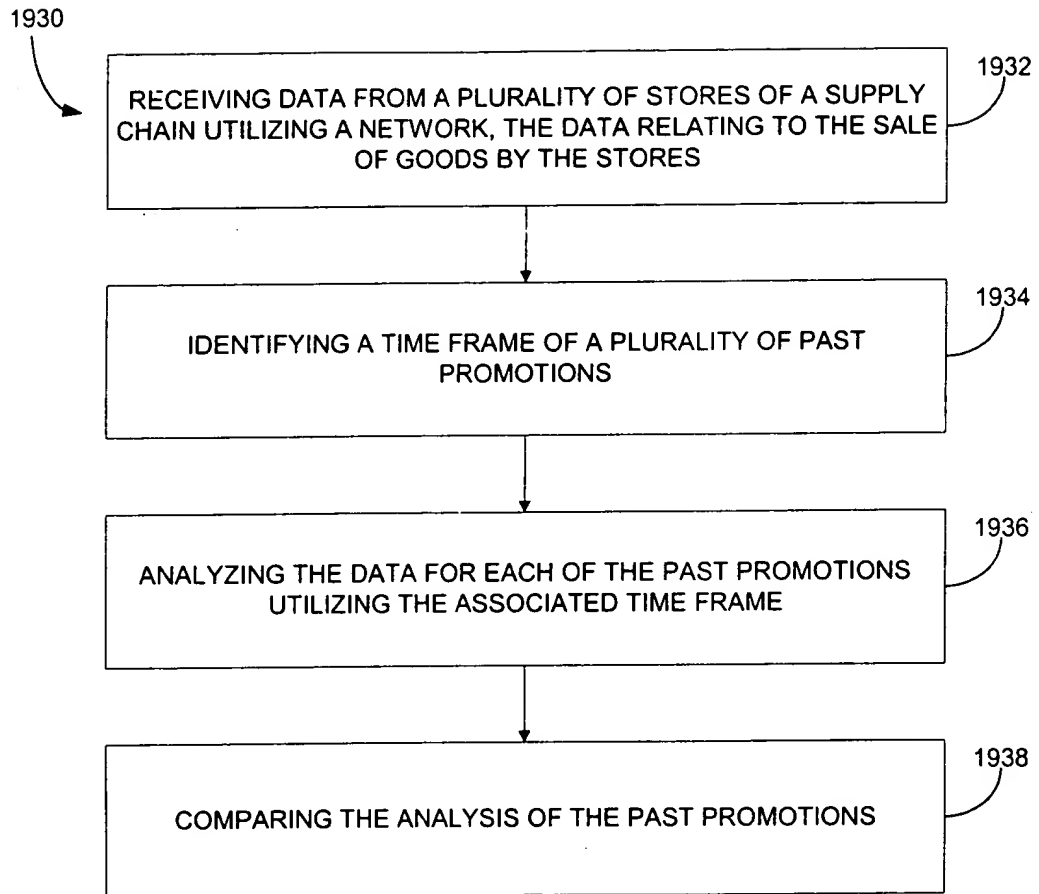 1930
1932
RECEIVING DATA FROM A PLURALITY OF STORES OF A SUPPLY
CHAIN UTILIZING A NETWORK, THE DATA RELATING TO THE SALE
OF GOODS BY THE STORES
1934
IDENTIFYING A TIME FRAME OF A PLURALITY OF PAST
PROMOTIONS
1936
ANALYZING THE DATA FOR EACH OF THE PAST PROMOTIONS
UTILIZING THE ASSOCIATED TIME FRAME
1938
COMPARING THE ANALYSIS OF THE PAST PROMOTIONS